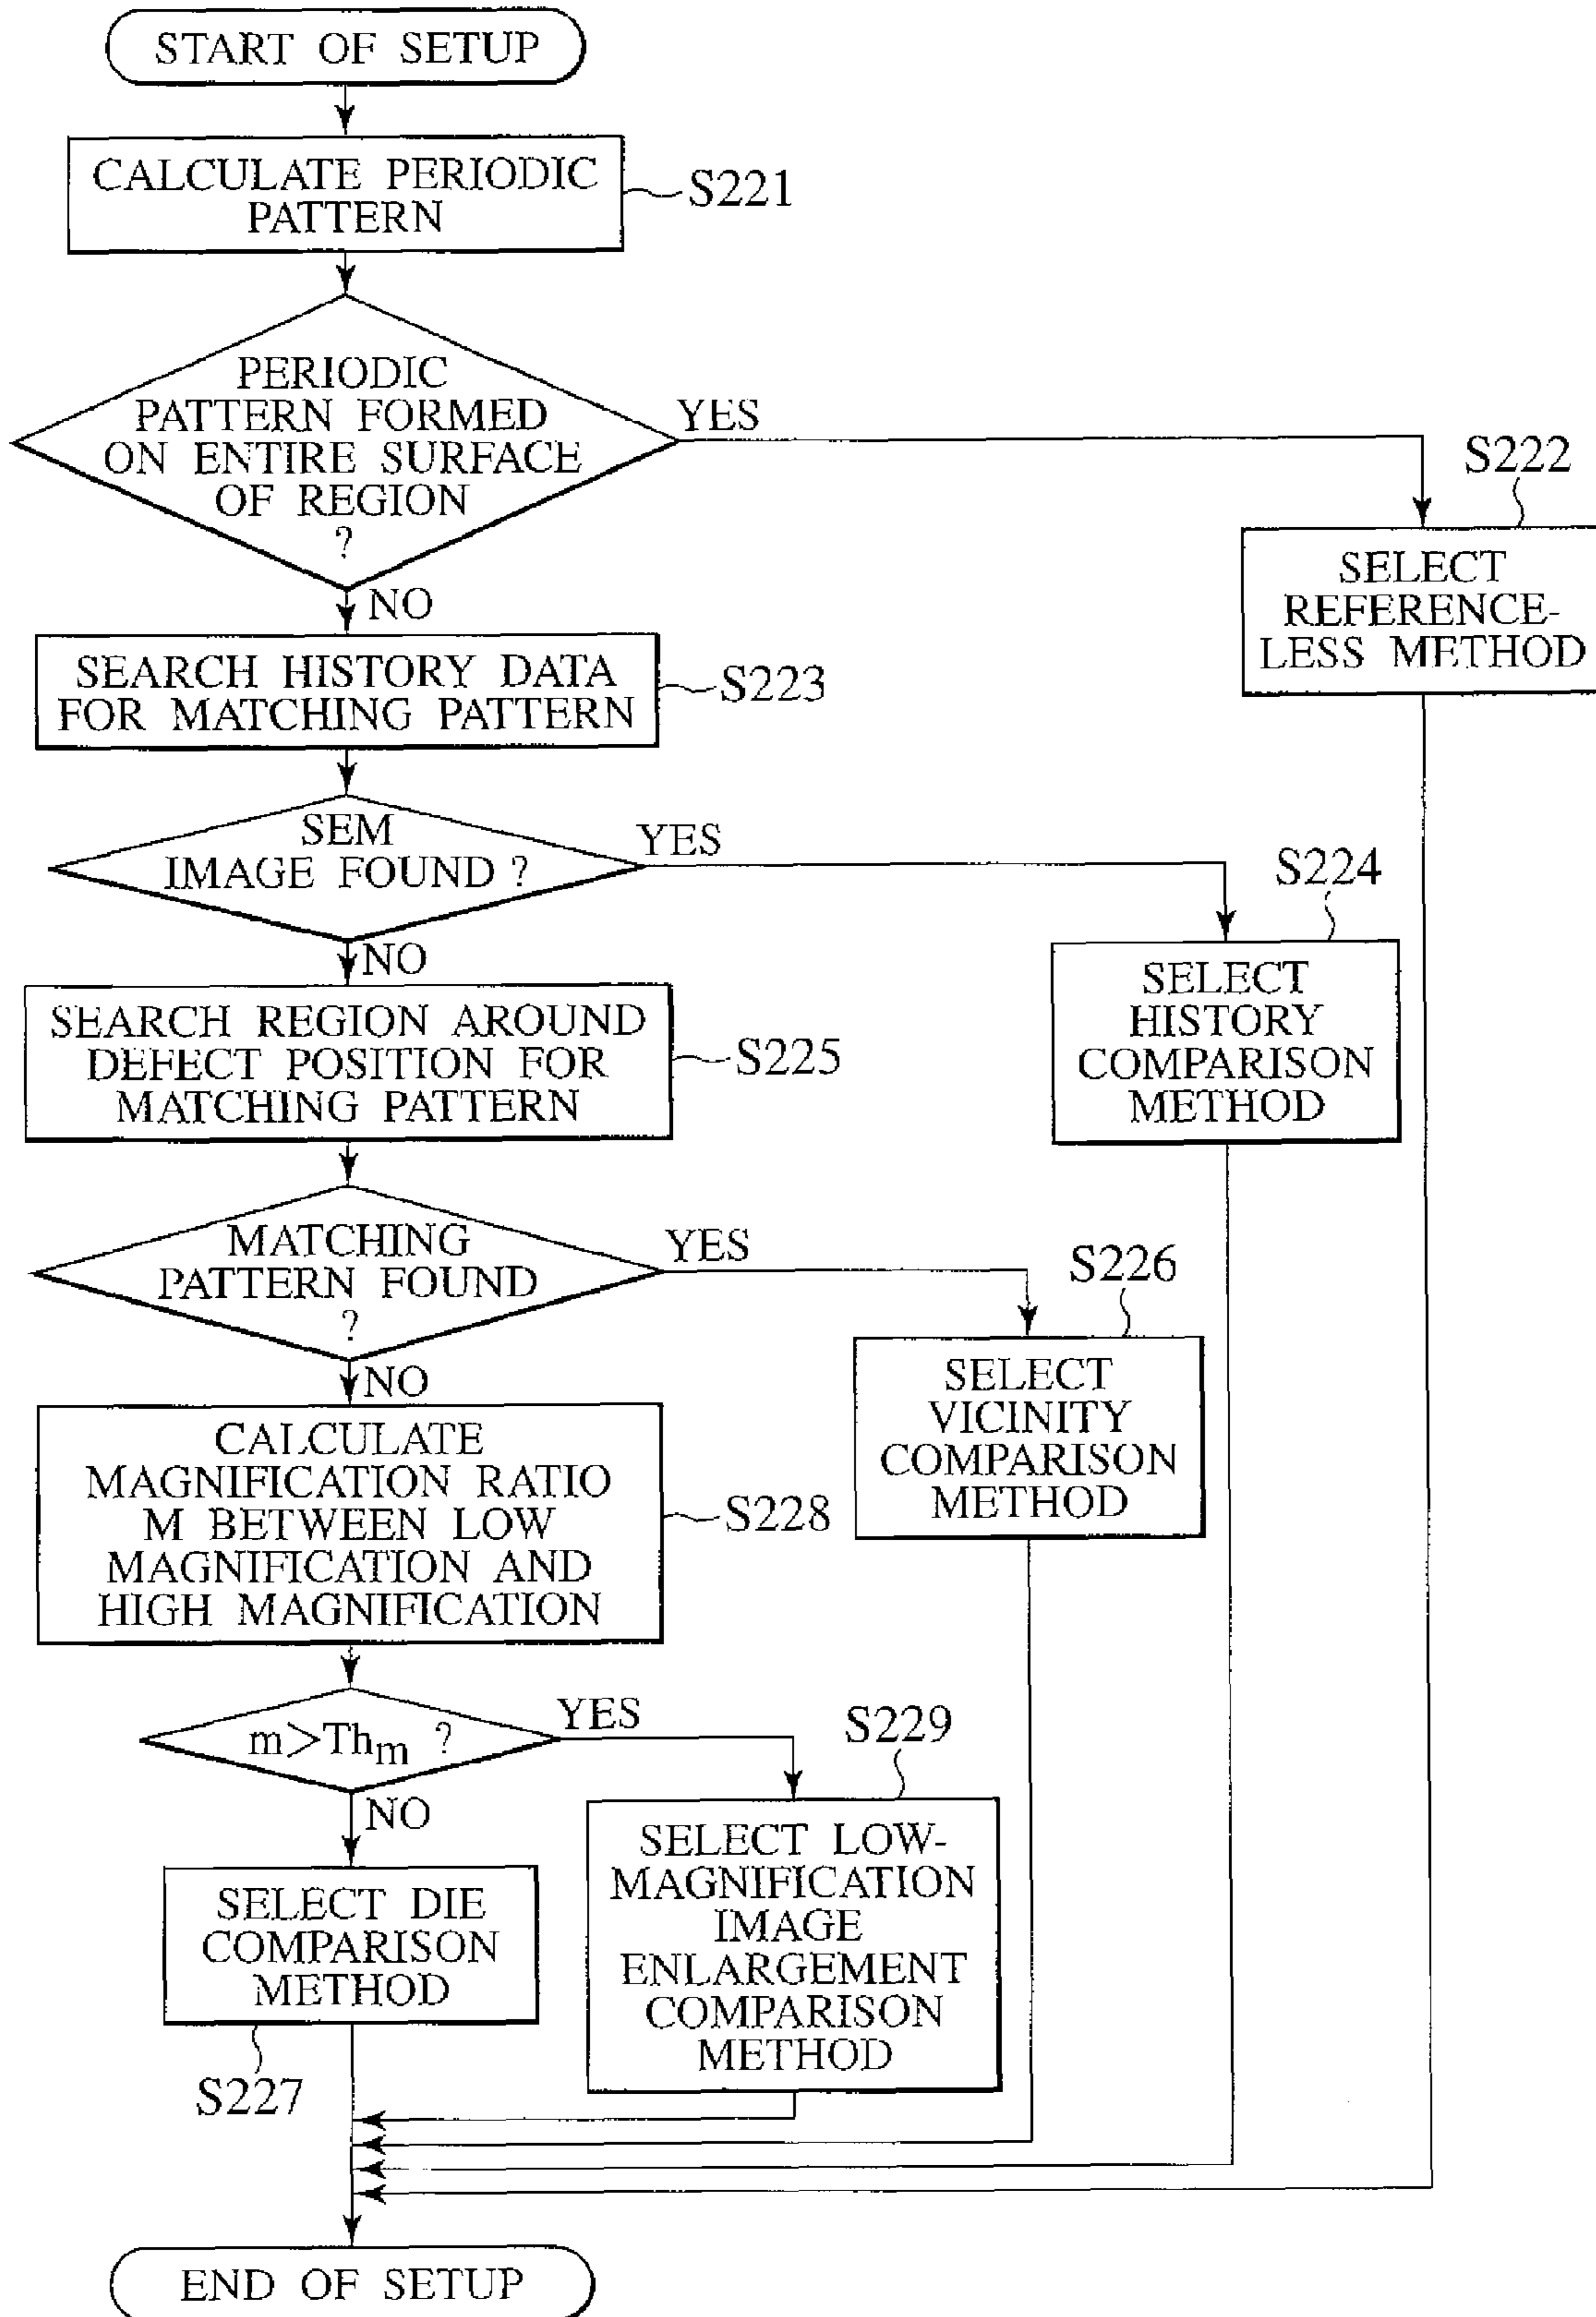 START OF SETUP
CALCULATE PERIODIC
PATTERN
S221
PERIODIC
PATTERN FORMED
ON ENTIRE SURFACE
OF REGION
?
YES
S222
SELECT
REFERENCE-
LESS METHOD
NO
SEARCH HISTORY DATA
FOR MATCHING PATTERN
S223
SEM
IMAGE FOUND ?
YES
S224
SELECT
HISTORY
COMPARISON
METHOD
NO
SEARCH REGION AROUND
DEFECT POSITION FOR
MATCHING PATTERN
S225
MATCHING
PATTERN FOUND
?
YES
S226
SELECT
VICINITY
COMPARISON
METHOD
NO
CALCULATE
MAGNIFICATION RATIO
M BETWEEN LOW
MAGNIFICATION AND
HIGH MAGNIFICATION
S228
m>Thm ?
YES
S229
SELECT LOW-
MAGNIFICATION
IMAGE
ENLARGEMENT
COMPARISON
METHOD
NO
SELECT DIE
COMPARISON
METHOD
S227
END OF SETUP